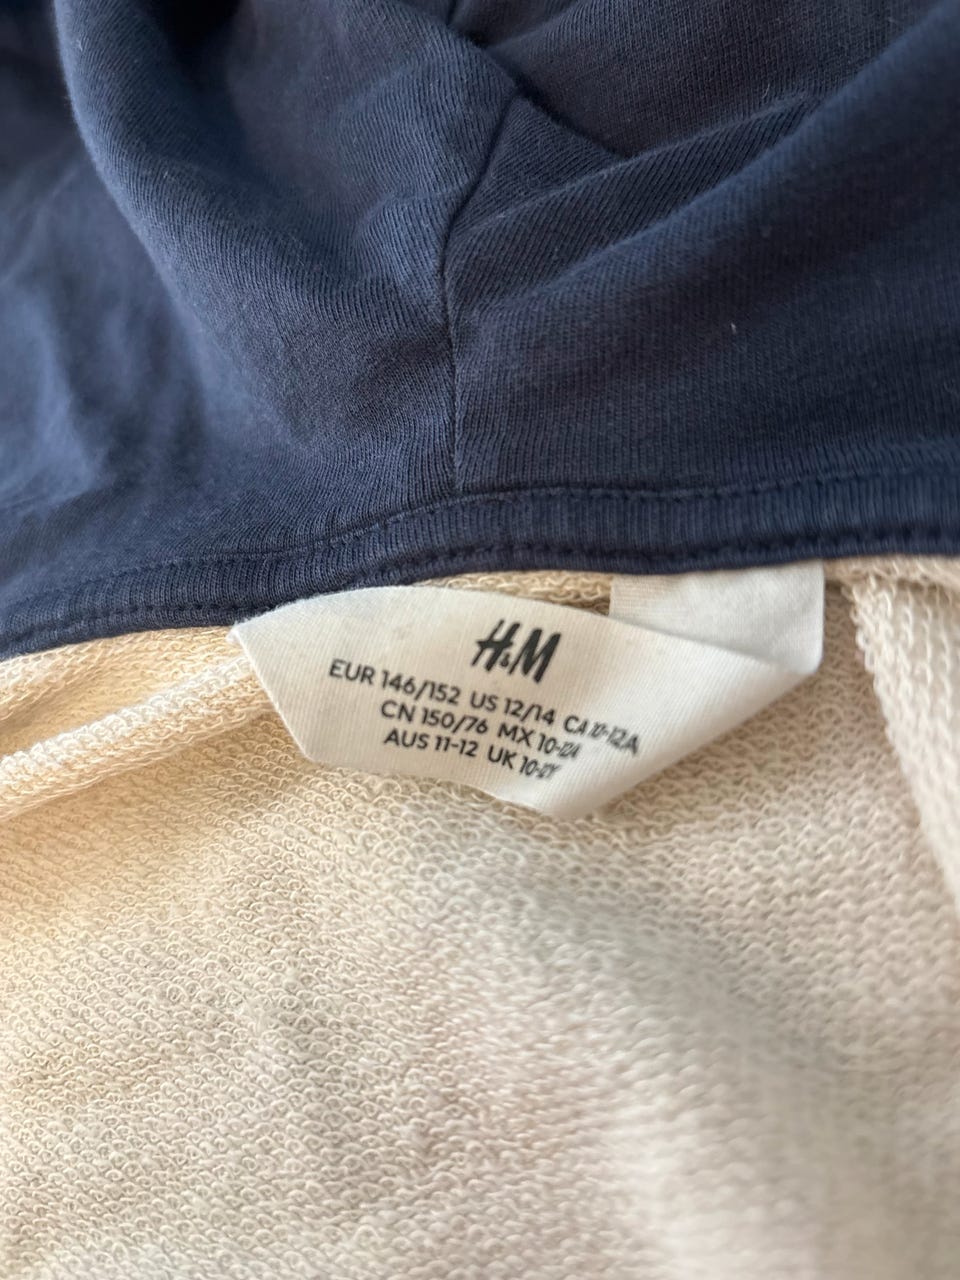 H&M
EUR 146/152 US 12/14 CA 10-12A
CN 150/76 MX 10-12A
AUS 11-12 UK 10-12Y